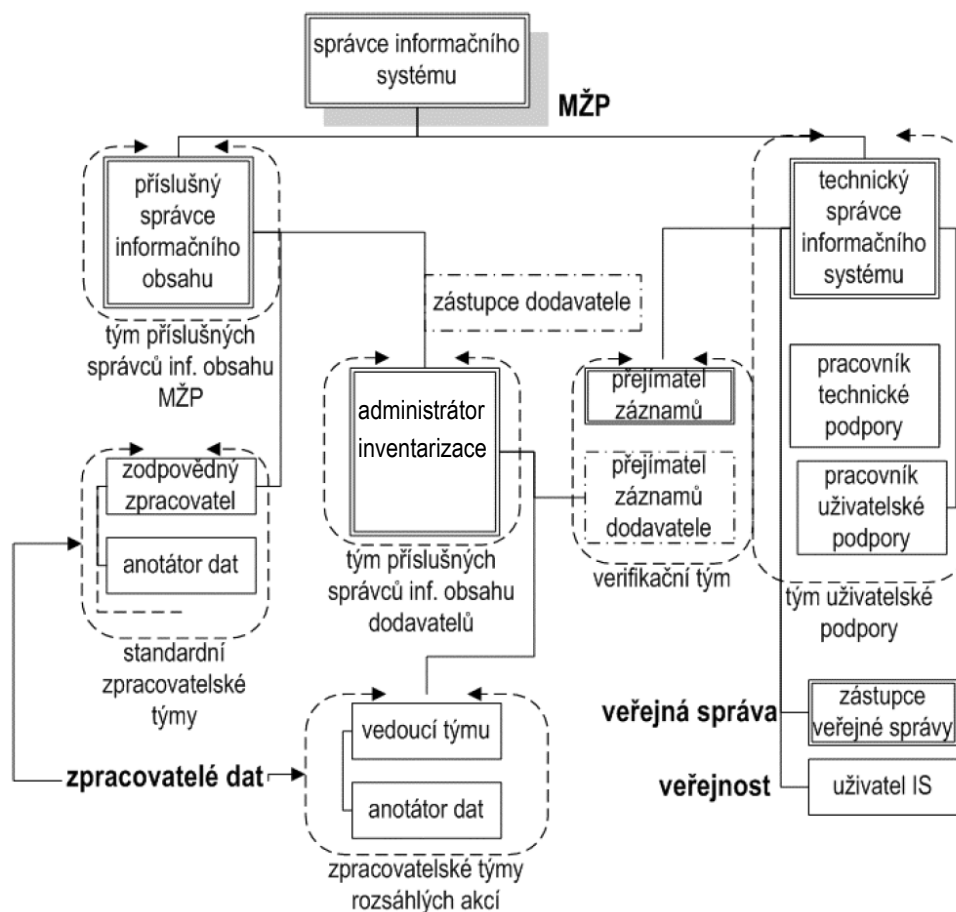 správce informačního
systému
MŽP
příslušný
správce
informačního
obsahu
technický
správce
informačního
systému
zástupce dodavatele
tým příslušných
správců inf. obsahu
MŽP
administrátor
inventarizace
přejímatel
záznamů
pracovník
technické
podpory
zodpovědný
zpracovatel
přejímatel
záznamů
dodavatele
pracovník
uživatelské
podpory
anotátor dat
tým příslušných
správců inf. obsahu
dodavatelů
verifikační tým
tým uživatelské
podpory
standardní
zpracovatelské
týmy
veřejná správa
zástupce
veřejné správy
vedoucí týmu
zpracovatelé dat
veřejnost
uživatel IS
anotátor dat
zpracovatelské týmy
rozsáhlých akcí